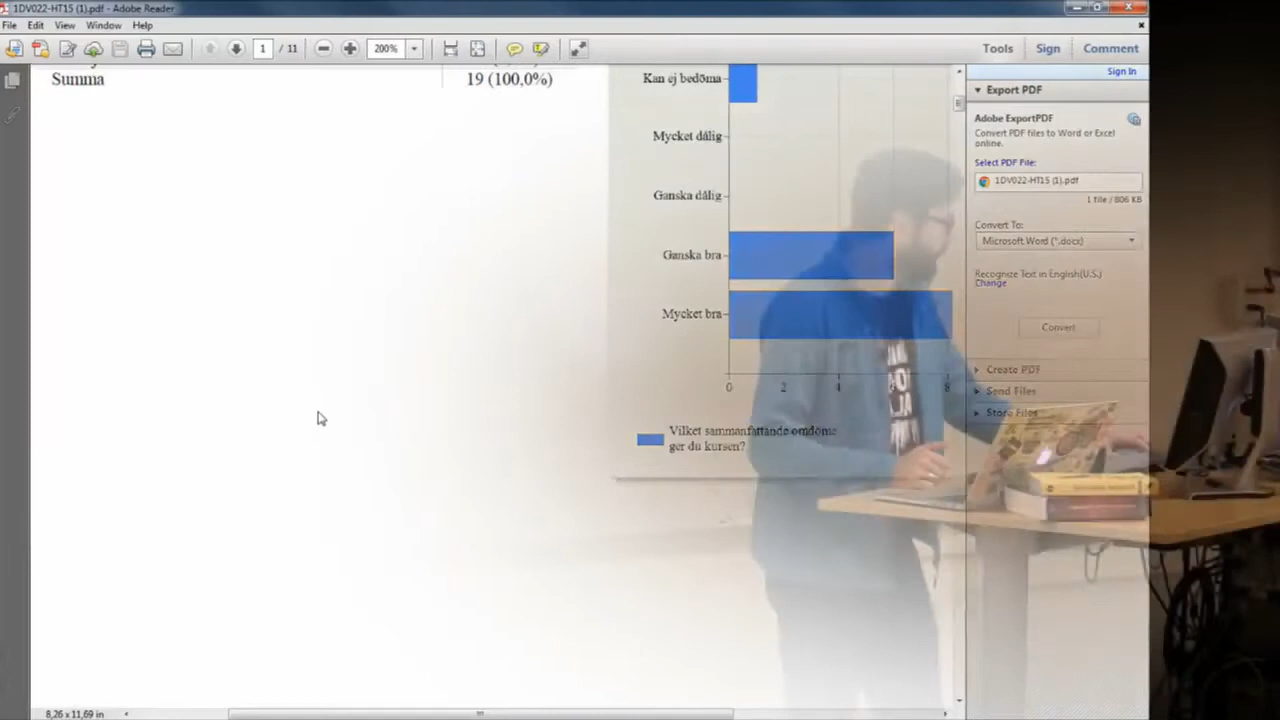 1DV022-HT15 (1).pdf - Adobe Reader
File Edit View Window Help
1 / 11 200% Tools Sign Comment
Summa 19 (100,0%)
Kan ej bedöma
Mycket dålig
Ganska dålig
Ganska bra
Mycket bra
0 2 4 8
Vilket sammanfattande omdöme
ger du kursen?
Sign In
Export PDF
Adobe ExportPDF
Convert PDF files to Word or Excel
online.
Select PDF File:
1DV022-HT15 (1).pdf
1 file / 806 KB
Convert To:
Microsoft Word (*.docx)
Recognize Text in English(U.S.)
Change
Convert
Create PDF
Send Files
Store Files
8,26 x 11,69 in